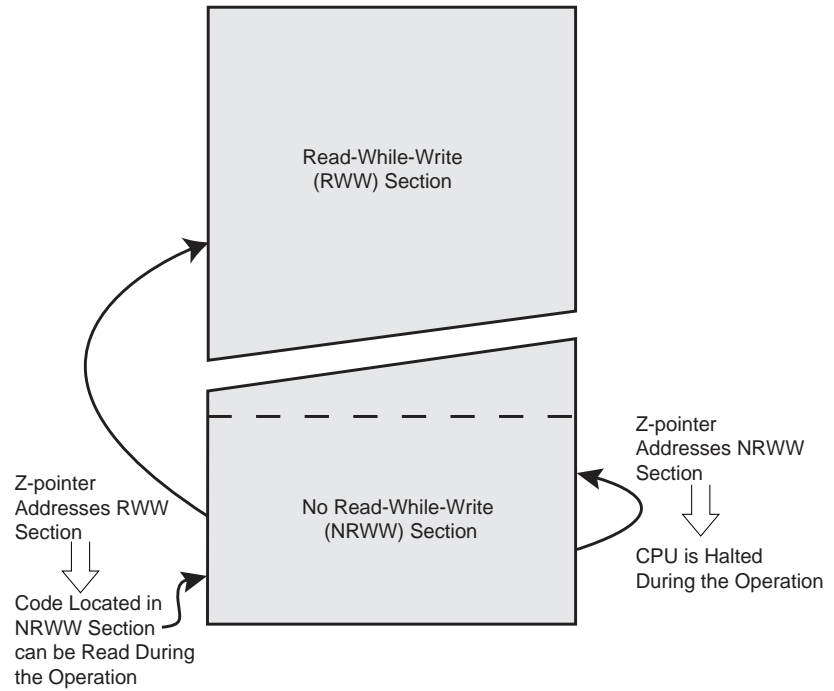 Read-While-Write
(RWW) Section
Z-pointer
Addresses NRWW
Section
Z-pointer
Addresses RWW
Section
No Read-While-Write
(NRWW) Section
CPU is Halted
During the Operation
Code Located in
NRWW Section
can be Read During
the Operation